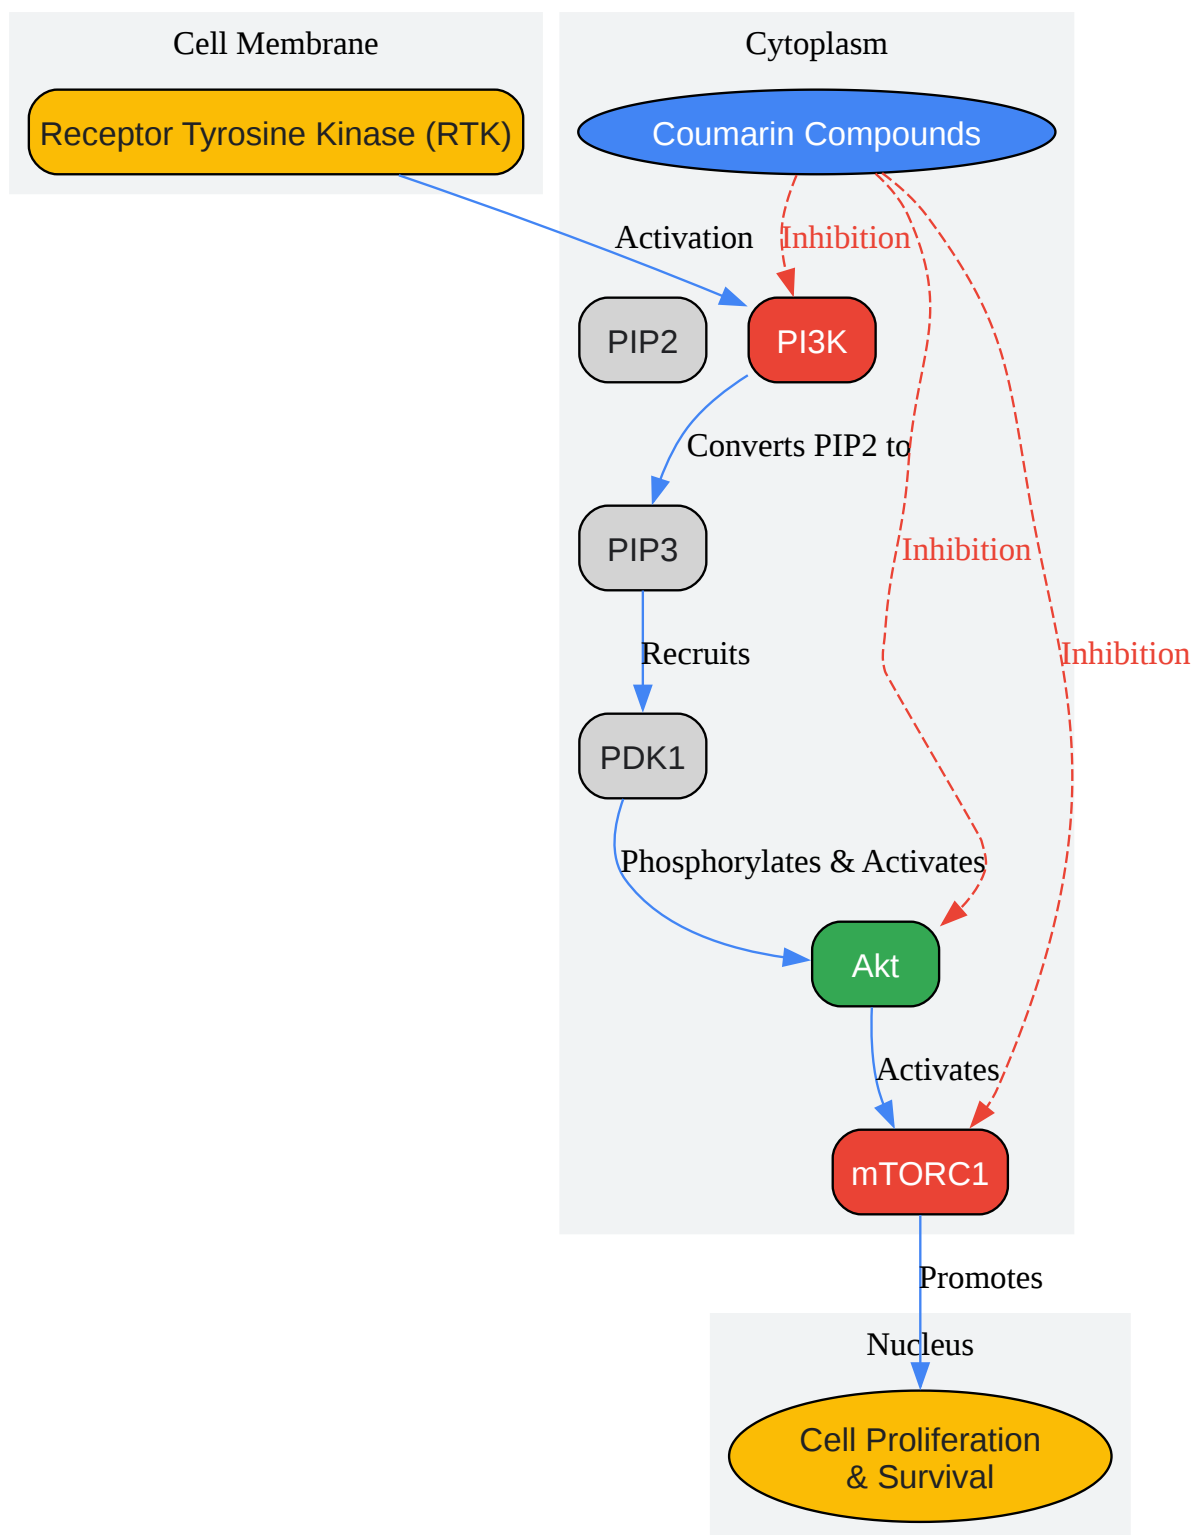 Cell Membrane
Cytoplasm
Receptor Tyrosine Kinase (RTK)
Coumarin Compounds
Activation
Inhibition
PIP2
PI3K
Converts PIP2 to
PIP3
Inhibition
Recruits
Inhibition
PDK1
Phosphorylates & Activates
Akt
Activates
mTORC1
Promotes
Nucleus
Cell Proliferation
& Survival